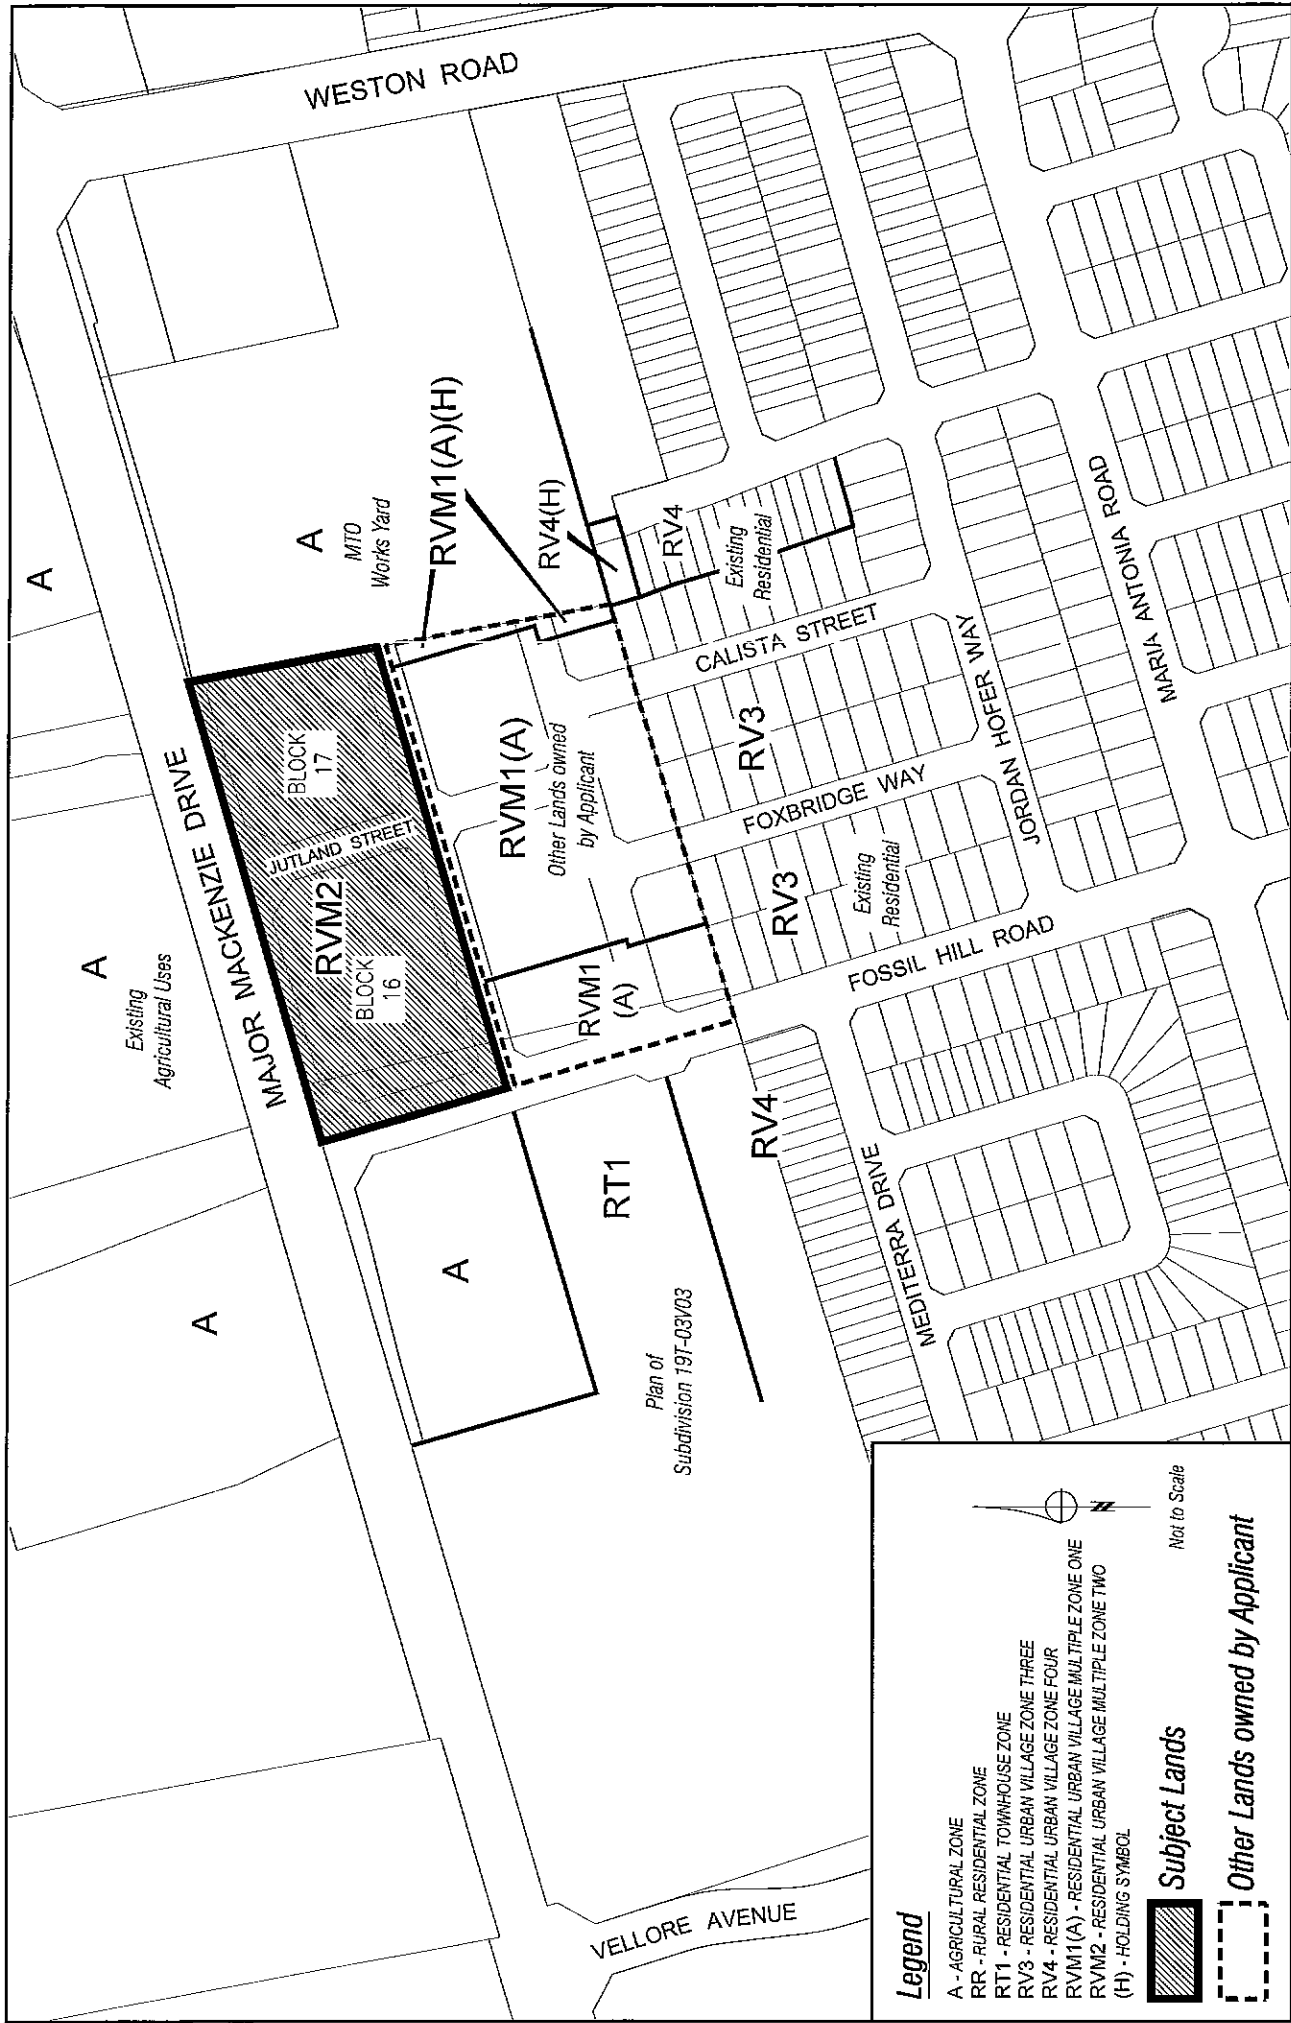 WESTON ROAD
A
A
MTO
Works Yard
RVM1(A)(H)
RV4(H)
RV4
Existing
Residential
CALISTA STREET
MAJOR MACKENZIE DRIVE
BLOCK
17
JUTLAND STREET
RVM2
BLOCK
16
RVM1(A)
Other Lands owned
by Applicant
RV3
FOXBRIDGE WAY
JORDAN HOFER WAY
MARIA ANTONIA ROAD
A
Existing
Agricultural Uses
RVM1
(A)
RV3
Existing
Residential
FOSSIL HILL ROAD
RT1
RV4
MEDITERRA DRIVE
A
A
Plan of
Subdivision 19T-03V03
VELLORE AVENUE
Legend
A - AGRICULTURAL ZONE
RR - RURAL RESIDENTIAL ZONE
RT1 - RESIDENTIAL TOWNHOUSE ZONE
RV3 - RESIDENTIAL URBAN VILLAGE ZONE THREE
RV4 - RESIDENTIAL URBAN VILLAGE ZONE FOUR
RVM1(A) - RESIDENTIAL URBAN VILLAGE MULTIPLE ZONE ONE
RVM2 - RESIDENTIAL URBAN VILLAGE MULTIPLE ZONE TWO
(H) - HOLDING SYMBOL
N
Not to Scale
Subject Lands
Other Lands owned by Applicant